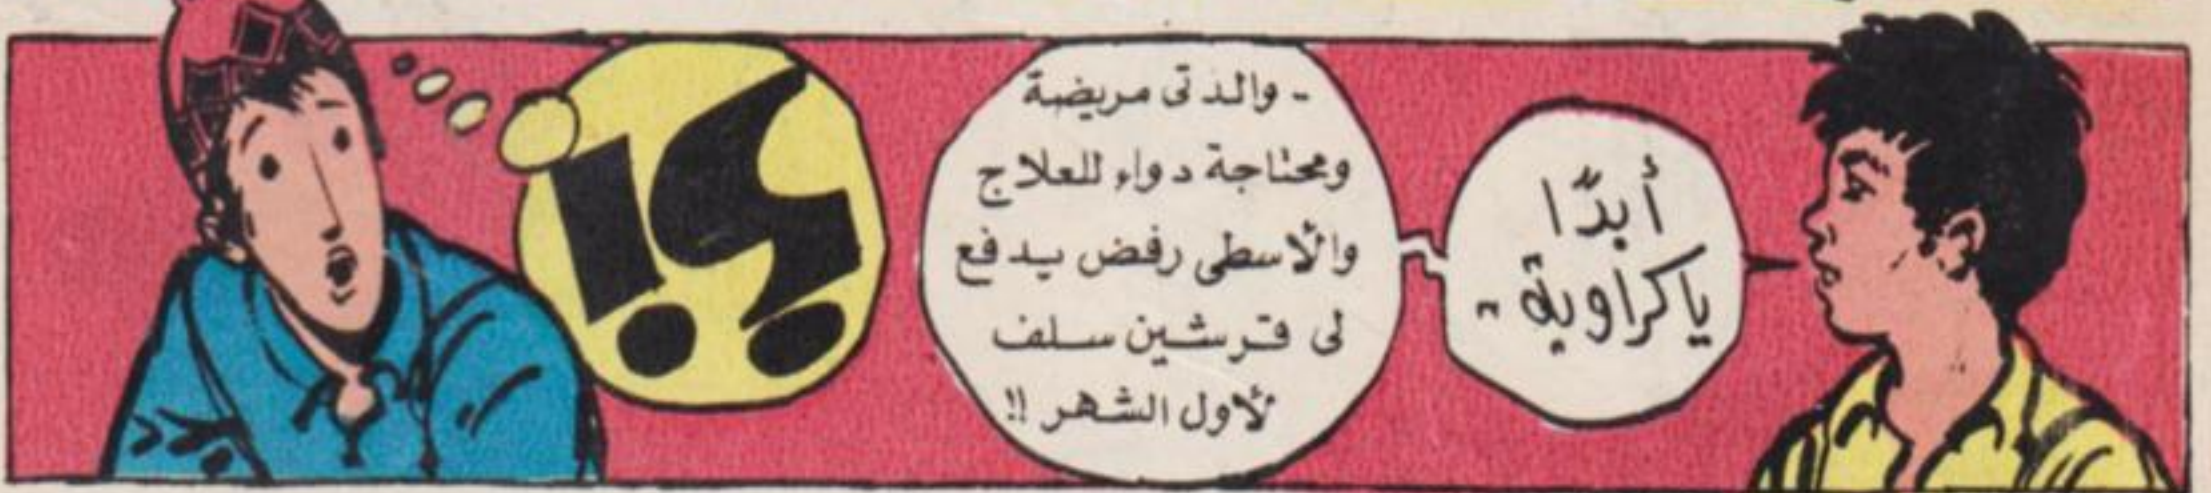 أبدًا
ياكراوية -
- والدتى مريضة
ومحتاجة دواء للعلاج
والأسطى رفض يدفع
لى قرشين سلف
لأول الشهر !!
؟!